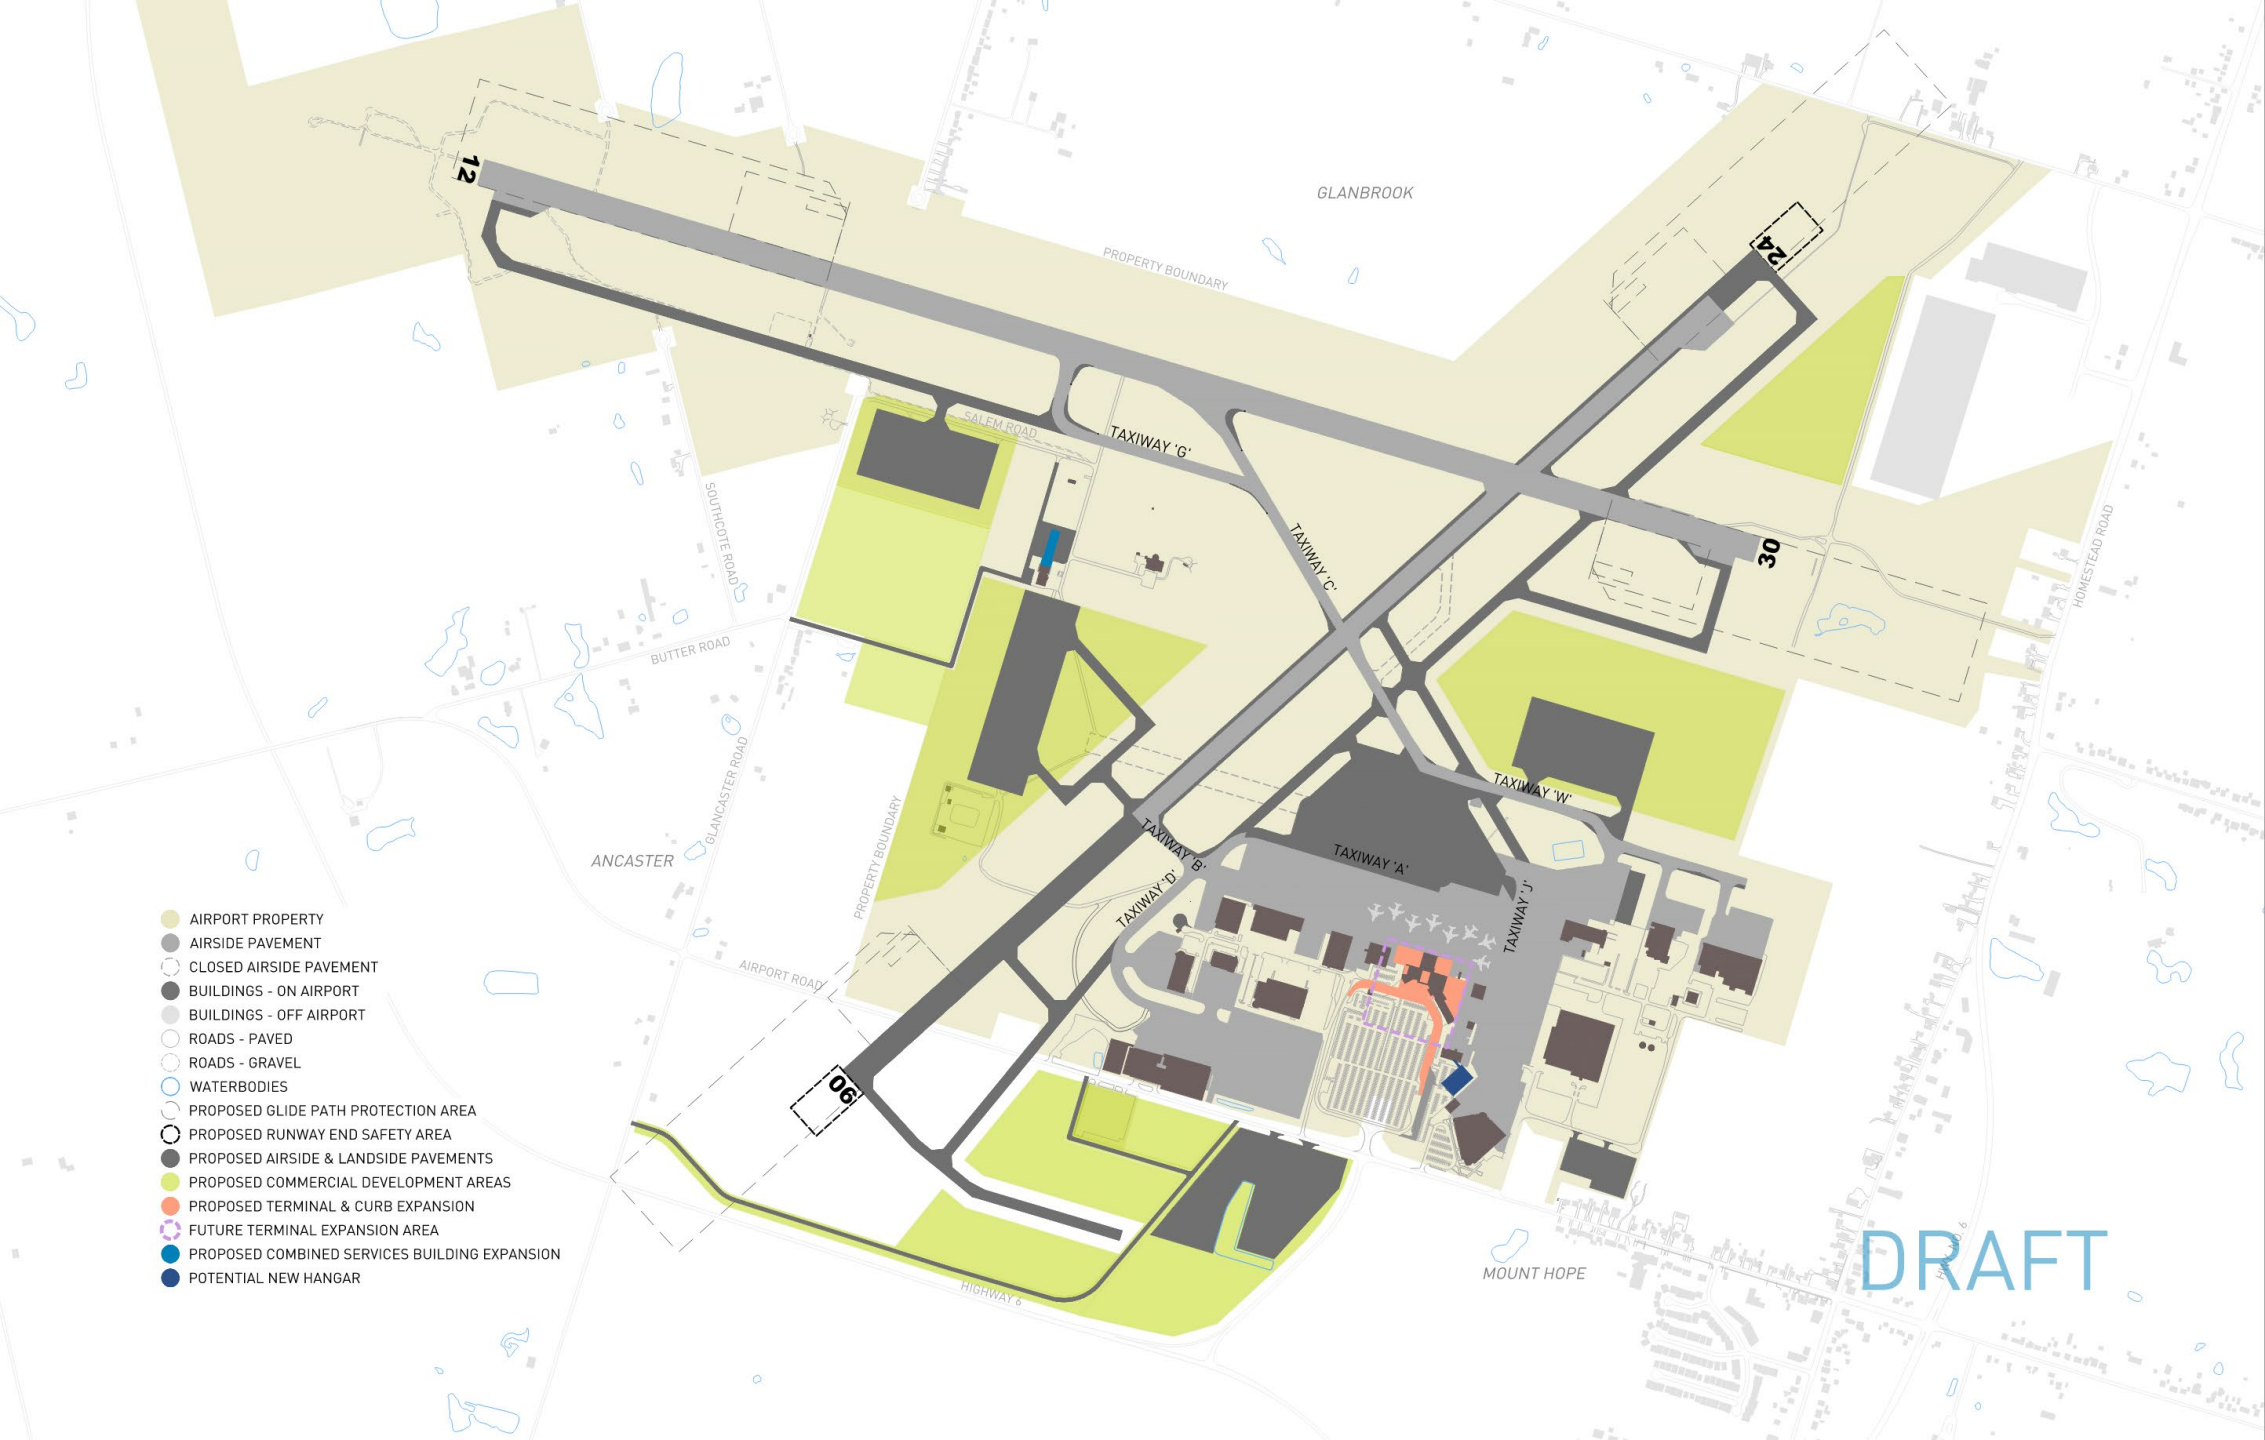 GLANBROOK
12
24
PROPERTY BOUNDARY
SALEM ROAD
TAXIWAY 'G'
SOUTHCOTE ROAD
TAXIWAY 'C'
30
HOMESTEAD ROAD
BUTTER ROAD
GLANCASTER ROAD
TAXIWAY 'W'
PROPERTY BOUNDARY
TAXIWAY 'B'
TAXIWAY 'A'
ANCASTER
TAXIWAY 'D'
TAXIWAY 'J'
AIRPORT ROAD
06
AIRPORT PROPERTY
AIRSIDE PAVEMENT
CLOSED AIRSIDE PAVEMENT
BUILDINGS - ON AIRPORT
BUILDINGS - OFF AIRPORT
ROADS - PAVED
ROADS - GRAVEL
WATERBODIES
PROPOSED GLIDE PATH PROTECTION AREA
PROPOSED RUNWAY END SAFETY AREA
PROPOSED AIRSIDE & LANDSIDE PAVEMENTS
PROPOSED COMMERCIAL DEVELOPMENT AREAS
PROPOSED TERMINAL & CURB EXPANSION
FUTURE TERMINAL EXPANSION AREA
PROPOSED COMBINED SERVICES BUILDING EXPANSION
POTENTIAL NEW HANGAR
HIGHWAY 6
MOUNT HOPE
HWY NO. 6
DRAFT